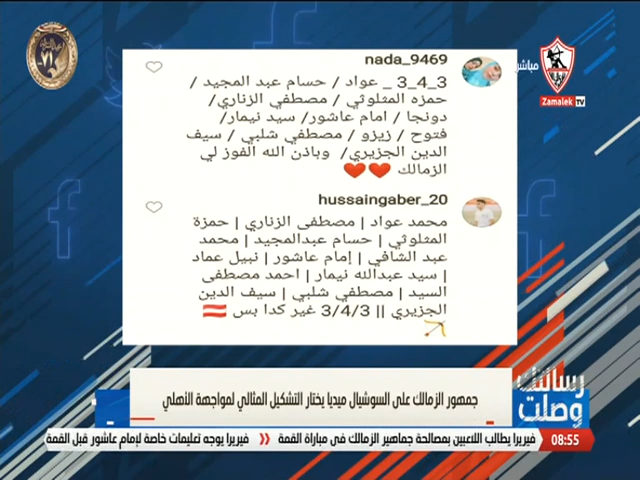 مباشر
Zamalek TV
nada_9469
3_4_3 _ عواد / حسام عبد المجيد /
حمزه المثلوثي / مصطفي الزناري/
دونجا / امام عاشور/ سيد نيمار/
فتوح / زيزو / مصطفي شلبي / سيف
الدين الجزيري/ وباذن الله الفوز لي
الزمالك ❤️ ❤️
hussaingaber_20
محمد عواد | مصطفى الزناري | حمزة
المثلوثي | حسام عبدالمجيد | محمد
عبد الشافي | إمام عاشور | نبيل عماد
| سيد عبدالله نيمار | احمد مصطفى
السيد | مصطفي شلبي | سيف الدين
الجزيري || 3/4/3 غير كدا بس
جمهور الزمالك على السوشيال ميديا يختار التشكيل المثالي لمواجهة الأهلي
رسالتك
وصلت
08:55
فيريرا يطالب اللاعبين بمصالحة جماهير الزمالك في مباراة القمة
فيريرا يوجه تعليمات خاصة لإمام عاشور قبل القمة